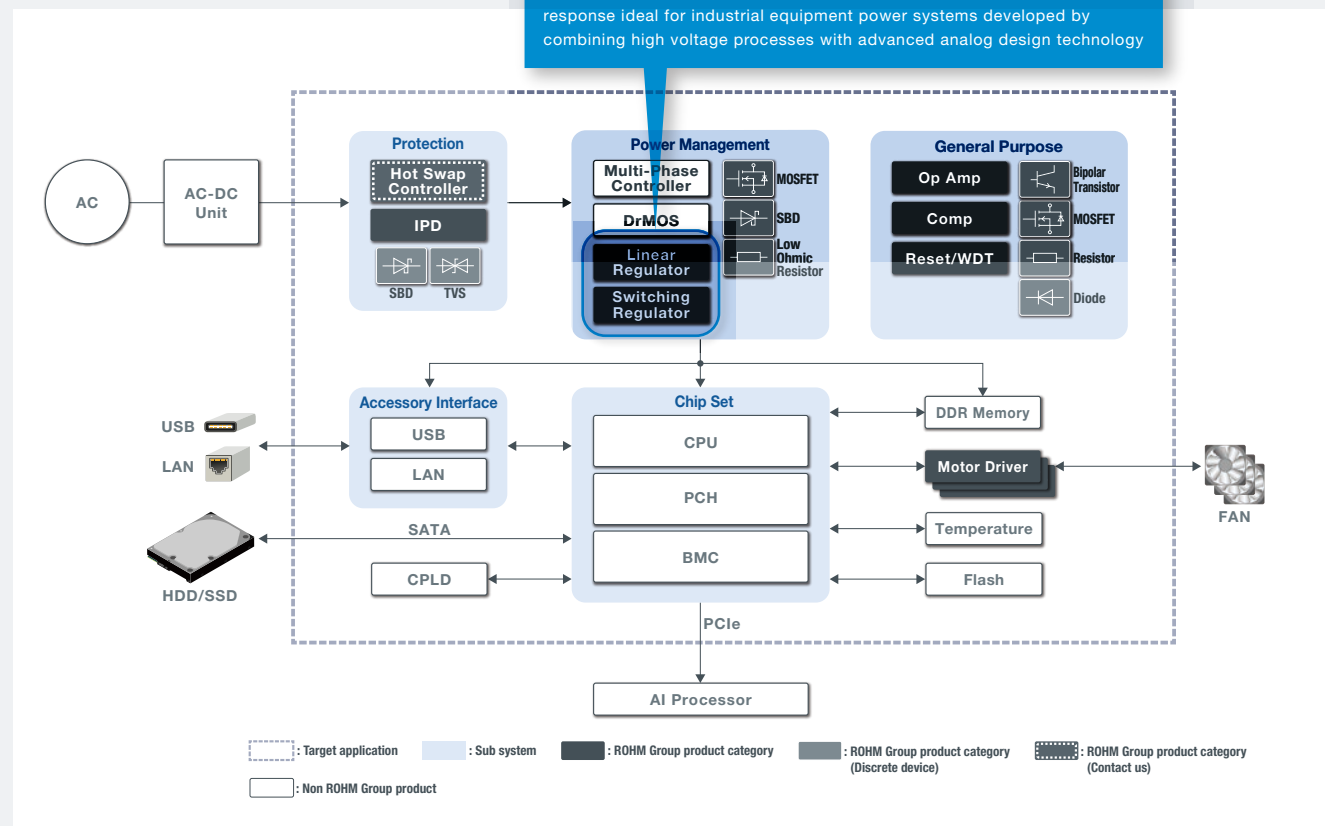 response ideal for industrial equipment power systems developed by
combining high voltage processes with advanced analog design technology
AC
AC-DC
Unit
Protection
Hot Swap
Controller
IPD
SBD
TVS
Power Management
Multi-Phase
Controller
DrMOS
Linear
Regulator
Switching
Regulator
MOSFET
SBD
Low
Ohmic
Resistor
General Purpose
Op Amp
Comp
Reset/WDT
Bipolar
Transistor
MOSFET
Resistor
Diode
USB
LAN
HDD/SSD
Accessory Interface
USB
LAN
SATA
CPLD
Chip Set
CPU
PCH
BMC
DDR Memory
Motor Driver
Temperature
Flash
FAN
PCIe
AI Processor
: Target application
: Sub system
: ROHM Group product category
: ROHM Group product category
(Discrete device)
: ROHM Group product category
(Contact us)
: Non ROHM Group product